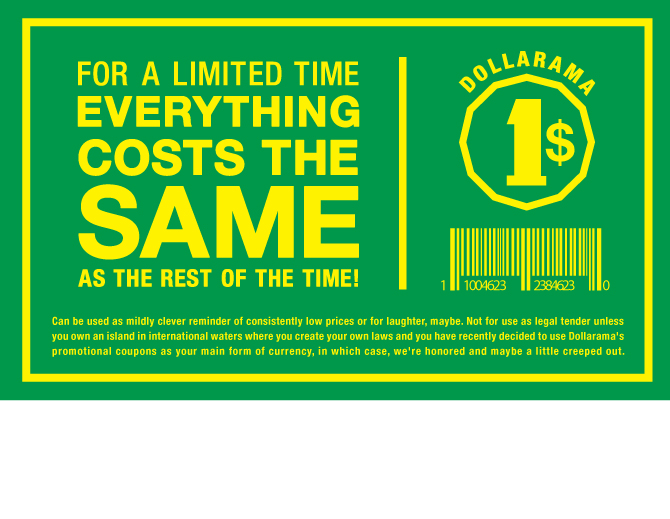 FOR A LIMITED TIME
EVERYTHING
COSTS THE
SAME
AS THE REST OF THE TIME!
DOLLARAMA
1$
1 1004623 2384623 0
Can be used as mildly clever reminder of consistently low prices or for laughter, maybe. Not for use as legal tender unless
you own an island in international waters where you create your own laws and you have recently decided to use Dollarama's
promotional coupons as your main form of currency, in which case, we're honored and maybe a little creeped out.